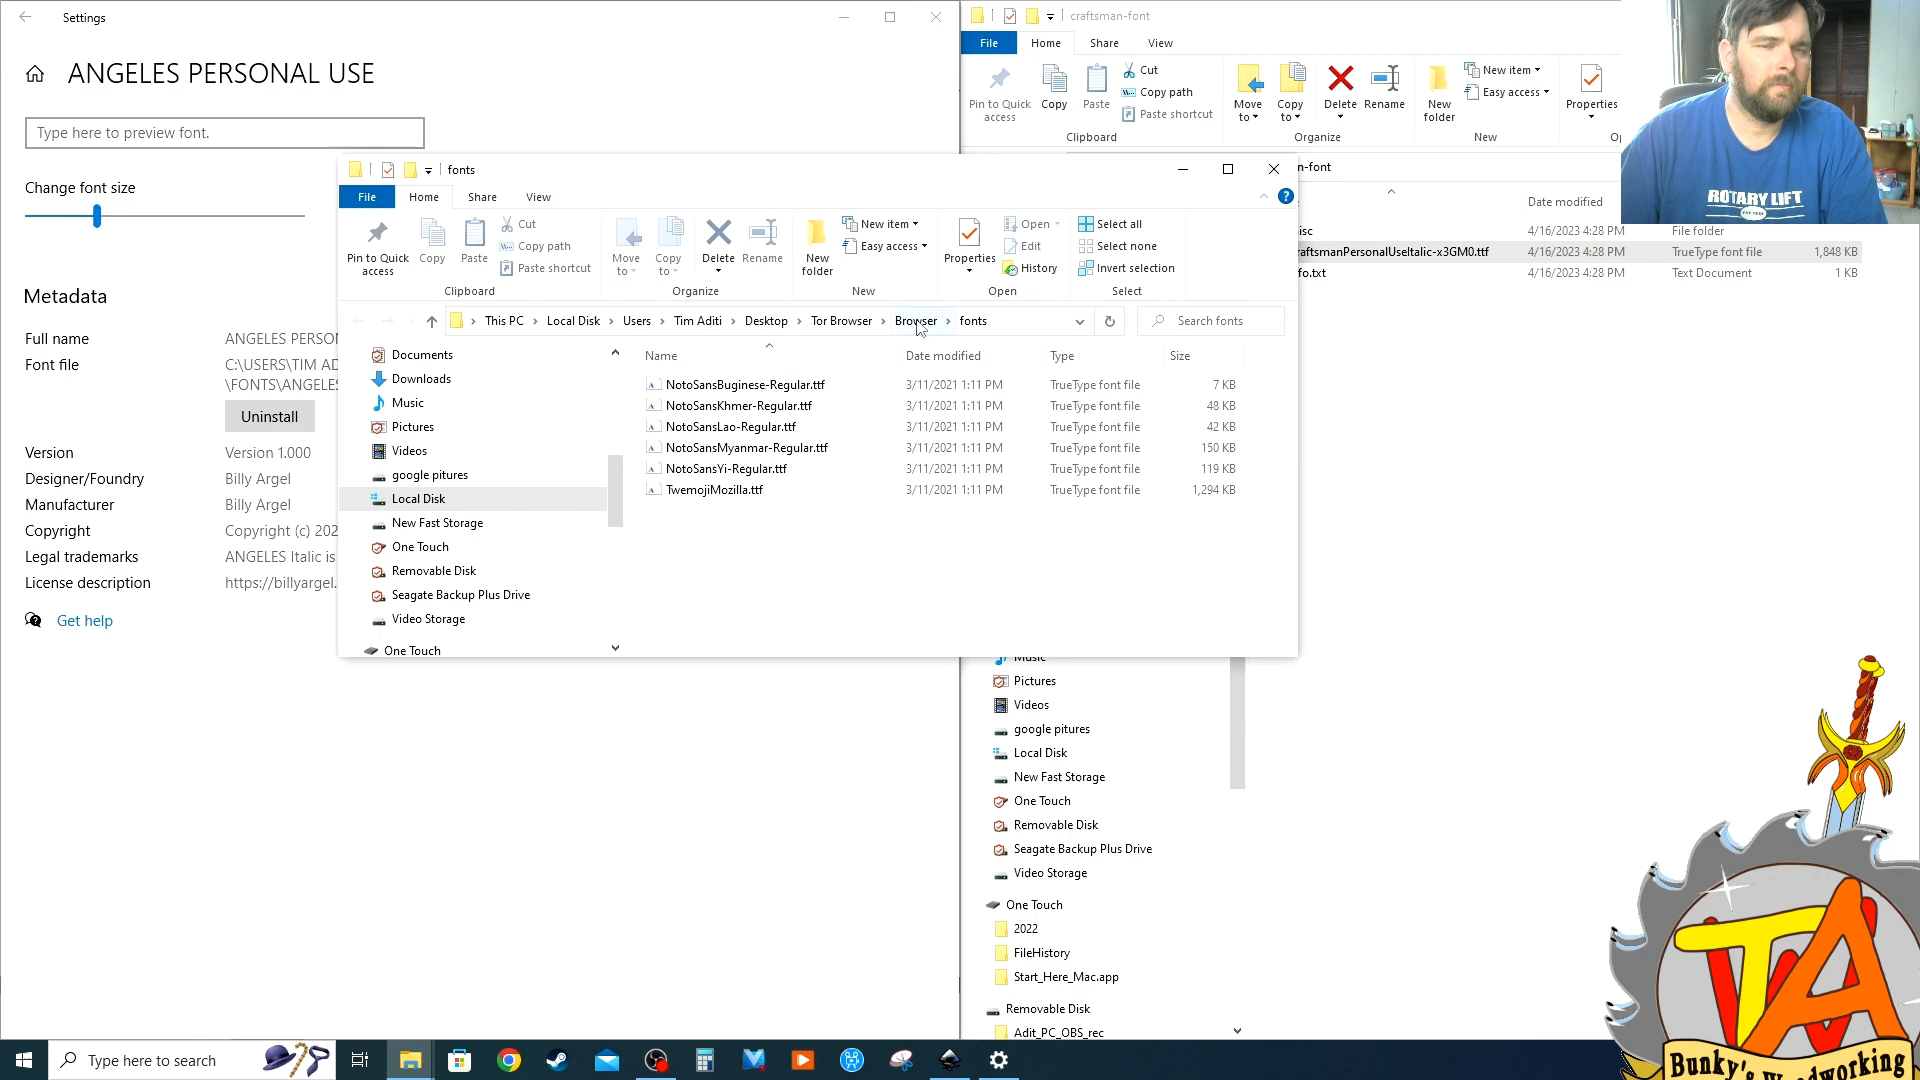 Settings
ANGELES PERSONAL USE
Type here to preview font.
Change font size
Metadata
Full name ANGELES PERSO
Font file C:\USERS\TIM AD
\FONTS\ANGELES
Uninstall
Version Version 1.000
Designer/Foundry Billy Argel
Manufacturer Billy Argel
Copyright Copyright (c) 202
Legal trademarks ANGELES Italic is
License description https://billyargel.
Get help
craftsman-font
File Home Share View
Pin to Quick access
Copy
Paste
Cut
Copy path
Paste shortcut
Clipboard
Move to
Copy to
Delete
Rename
Organize
New folder
New item
Easy access
New
Properties
n-font
Date modified
isc 4/16/2023 4:28 PM File folder
raftsmanPersonalUseItalic-x3GM0.ttf 4/16/2023 4:28 PM TrueType font file 1,848 KB
fo.txt 4/16/2023 4:28 PM Text Document 1 KB
fonts
File Home Share View
Pin to Quick access
Copy
Paste
Cut
Copy path
Paste shortcut
Clipboard
Move to
Copy to
Delete
Rename
Organize
New folder
New item
Easy access
New
Properties
Open
Edit
History
Open
Select all
Select none
Invert selection
Select
This PC › Local Disk › Users › Tim Aditi › Desktop › Tor Browser › Browser › fonts
Search fonts
Documents
Downloads
Music
Pictures
Videos
google pitures
Local Disk
New Fast Storage
One Touch
Removable Disk
Seagate Backup Plus Drive
Video Storage
One Touch
Name Date modified Type Size
NotoSansBuginese-Regular.ttf 3/11/2021 1:11 PM TrueType font file 7 KB
NotoSansKhmer-Regular.ttf 3/11/2021 1:11 PM TrueType font file 48 KB
NotoSansLao-Regular.ttf 3/11/2021 1:11 PM TrueType font file 42 KB
NotoSansMyanmar-Regular.ttf 3/11/2021 1:11 PM TrueType font file 150 KB
NotoSansYi-Regular.ttf 3/11/2021 1:11 PM TrueType font file 119 KB
TwemojiMozilla.ttf 3/11/2021 1:11 PM TrueType font file 1,294 KB
Music
Pictures
Videos
google pitures
Local Disk
New Fast Storage
One Touch
Removable Disk
Seagate Backup Plus Drive
Video Storage
One Touch
2022
FileHistory
Start_Here_Mac.app
Removable Disk
Adit_PC_OBS_rec
ROTARY LIFT
TWA
Bunky's Woodworking
Type here to search